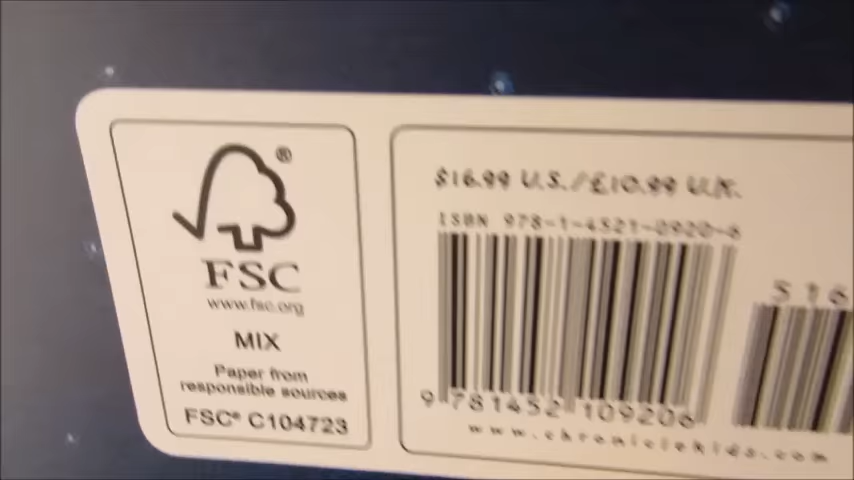 ®
FSC
www.fsc.org
MIX
Paper from
responsible sources
FSC® C104723
$16.99 U.S./£10.99 U.K.
ISBN 978-1-4521-0920-6
516
9 781452 109206
www.chroniclekids.com